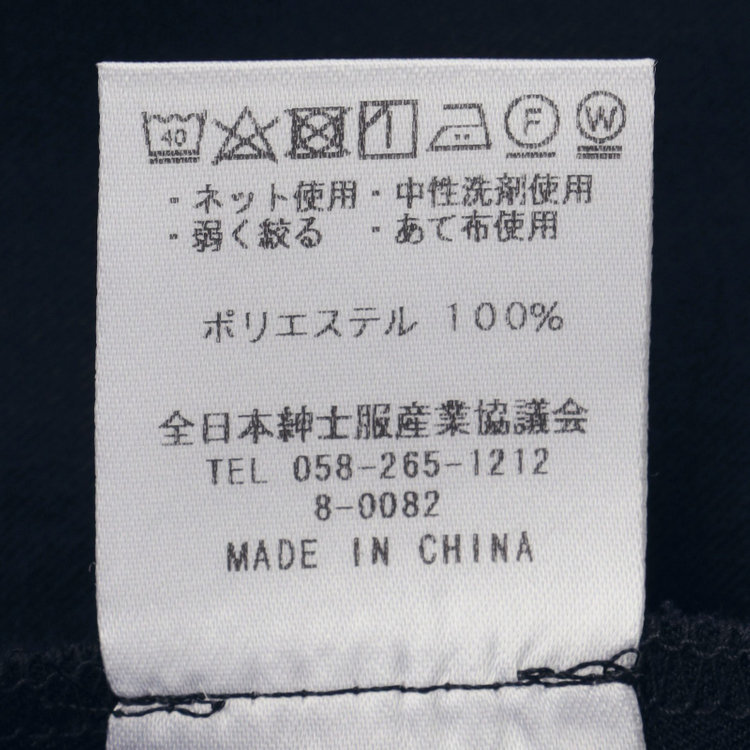 40 F W
・ネット使用・中性洗剤使用
・弱く絞る ・あて布使用
ポリエステル 100%
全日本紳士服産業協議会
TEL 058-265-1212
8-0082
MADE IN CHINA